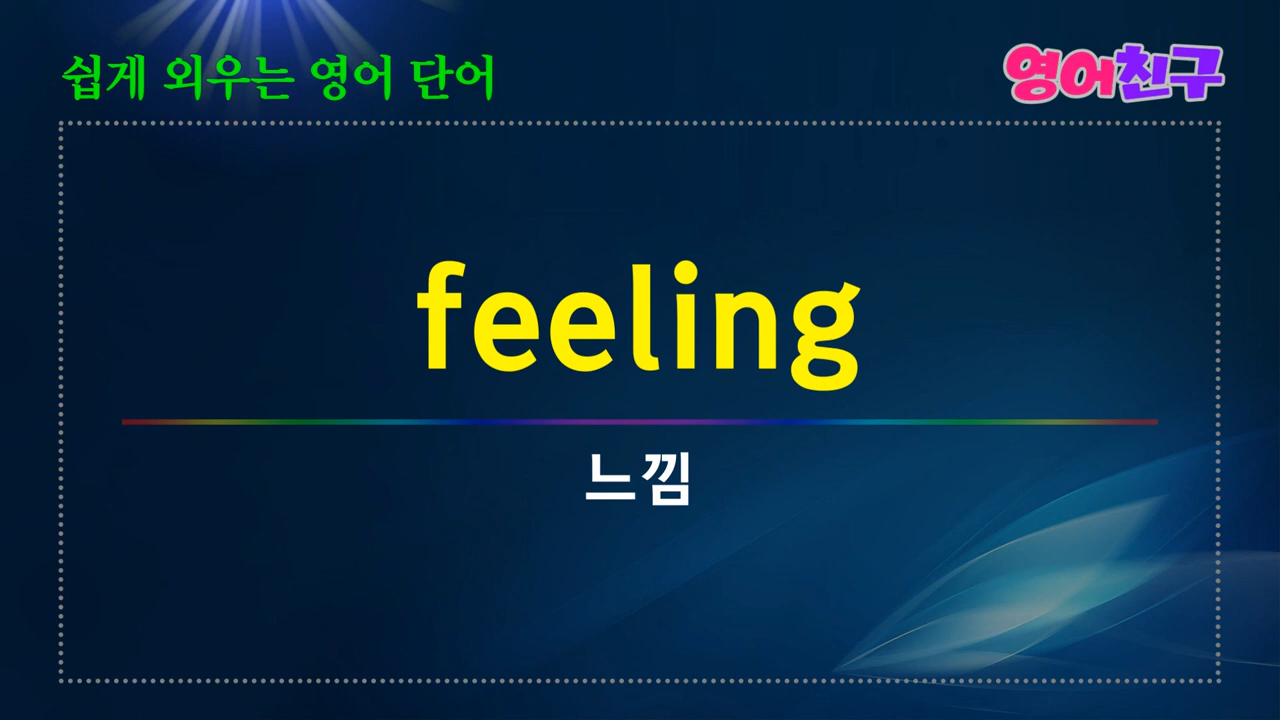 쉽게 외우는 영어 단어
영어친구
feeling
느낌